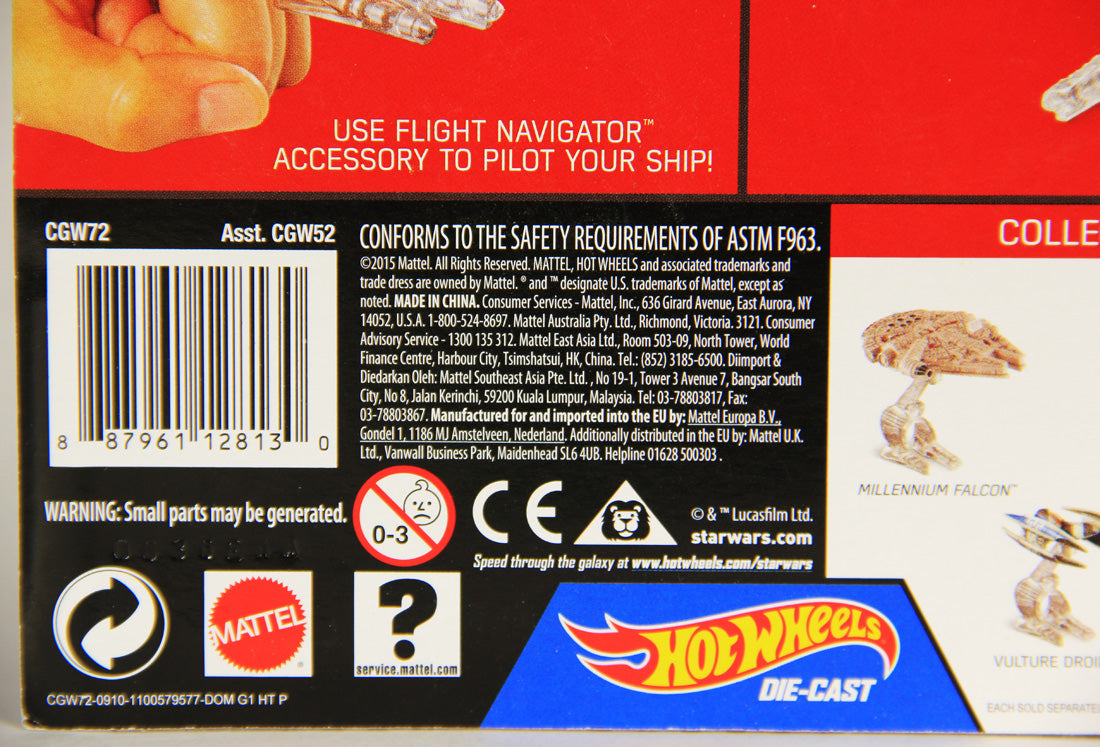 USE FLIGHT NAVIGATOR™
ACCESSORY TO PILOT YOUR SHIP!
CGW72 Asst. CGW52
8 87961 12813 0
CONFORMS TO THE SAFETY REQUIREMENTS OF ASTM F963.
©2015 Mattel. All Rights Reserved. MATTEL, HOT WHEELS and associated trademarks and
trade dress are owned by Mattel. ® and ™ designate U.S. trademarks of Mattel, except as
noted. MADE IN CHINA. Consumer Services - Mattel, Inc., 636 Girard Avenue, East Aurora, NY
14052, U.S.A. 1-800-524-8697. Mattel Australia Pty. Ltd., Richmond, Victoria. 3121. Consumer
Advisory Service - 1300 135 312. Mattel East Asia Ltd., Room 503-09, North Tower, World
Finance Centre, Harbour City, Tsimshatsui, HK, China. Tel.: (852) 3185-6500. Diimport &
Diedarkan Oleh: Mattel Southeast Asia Pte. Ltd. , No 19-1, Tower 3 Avenue 7, Bangsar South
City, No 8, Jalan Kerinchi, 59200 Kuala Lumpur, Malaysia. Tel: 03-78803817, Fax:
03-78803867. Manufactured for and imported into the EU by: Mattel Europa B.V.,
Gondel 1, 1186 MJ Amstelveen, Nederland. Additionally distributed in the EU by: Mattel U.K.
Ltd., Vanwall Business Park, Maidenhead SL6 4UB. Helpline 01628 500303 .
WARNING: Small parts may be generated.
0-3
CE
© & ™ Lucasfilm Ltd.
starwars.com
Speed through the galaxy at www.hotwheels.com/starwars
MATTEL®
?
service.mattel.com
CGW72-0910-1100579577-DOM G1 HT P
HOT WHEELS
DIE-CAST
COLLE
MILLENNIUM FALCON™
VULTURE DROI
EACH SOLD SEPARATE